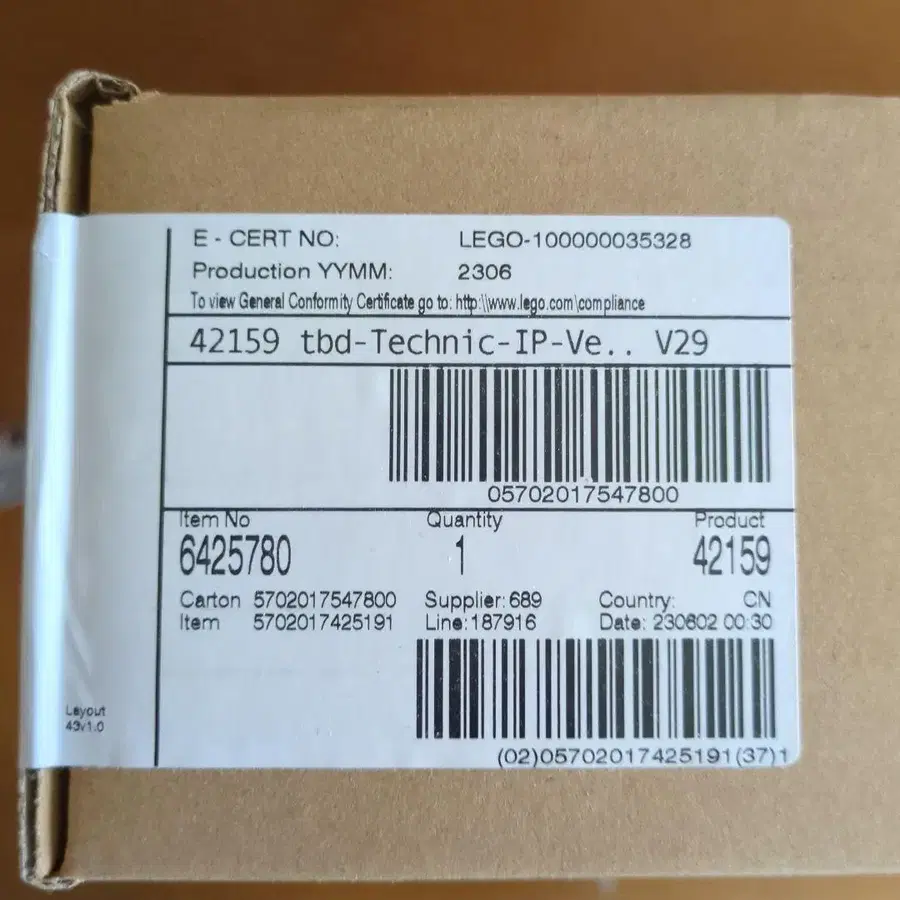 E - CERT NO: LEGO-100000035328
Production YYMM: 2306
To view General Conformity Certificate go to: http:\\www.lego.com\compliance
42159 tbd-Technic-IP-Ve.. V29
05702017547800
Item No Quantity Product
6425780 1 42159
Carton 5702017547800 Supplier: 689 Country: CN
Item 5702017425191 Line: 187916 Date: 230602 00:30
Layout
43v1.0
(02)05702017425191(37)1